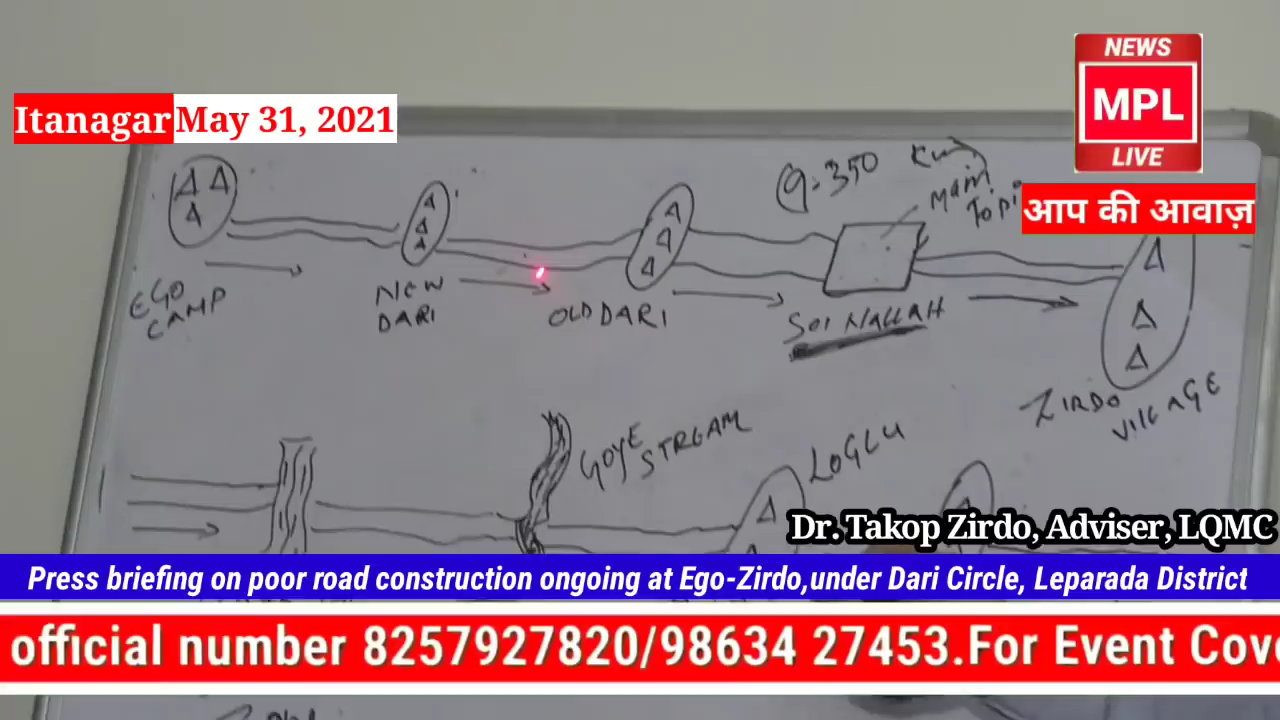 NEWS
MPL
LIVE
आप की आवाज़
Itanagar May 31, 2021
9.350 Km
main
Topi
EGO
CAMP
NEW
DARI
OLD DARI
SOI NALLAH
ZIRDO
VILLAGE
GOYE
STREAM
LOGLU
Dr. Takop Zirdo, Adviser, LQMC
Press briefing on poor road construction ongoing at Ego-Zirdo,under Dari Circle, Leparada District
official number 8257927820/98634 27453.For Event Cove